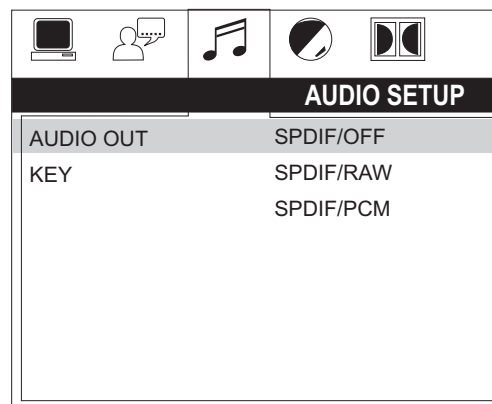 AUDIO SETUP
AUDIO OUT SPDIF/OFF
KEY SPDIF/RAW
SPDIF/PCM